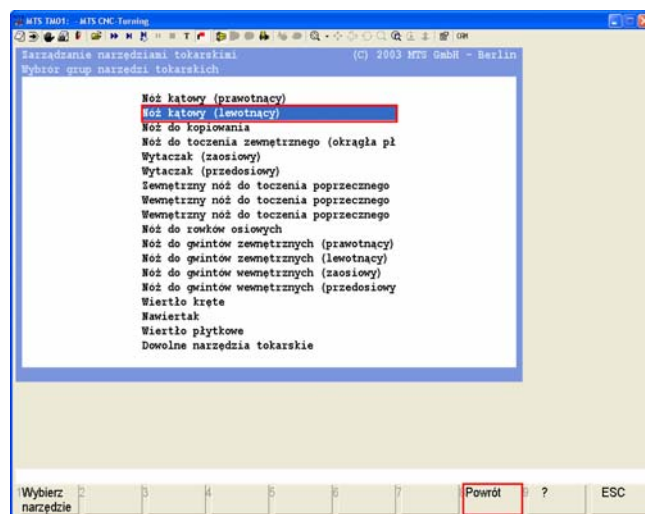 MTS TM01: - MTS CNC-Turning
Zarządzanie narzędziami tokarskimi (C) 2003 MTS GmbH - Berlin
Wybrór grup narzędzi tokarskich
Nóż kątowy (prawotnący)
Nóż kątowy (lewotnący)
Nóż do kopiowania
Nóż do toczenia zewnętrznego (okrągła pł
Wytaczak (zaosiowy)
Wytaczak (przedosiowy)
Zewnętrzny nóż do toczenia poprzecznego
Wewnętrzny nóż do toczenia poprzecznego
Wewnętrzny nóż do toczenia poprzecznego
Nóż do rowków osiowych
Nóż do gwintów zewnętrznych (prawotnący)
Nóż do gwintów zewnętrznych (lewotnący)
Nóż do gwintów wewnętrznych (zaosiowy)
Nóż do gwintów wewnętrznych (przedosiowy
Wiertło kręte
Nawiertak
Wiertło płytkowe
Dowolne narzędzia tokarskie
1 Wybierz narzędzie 2 3 4 5 6 7 Powrót 9 ? ESC